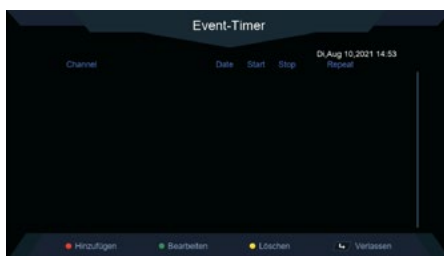 Event-Timer
Di,Aug 10,2021 14:53
Channel Date Start Stop Repeat
Hinzufügen Bearbeiten Löschen Verlassen